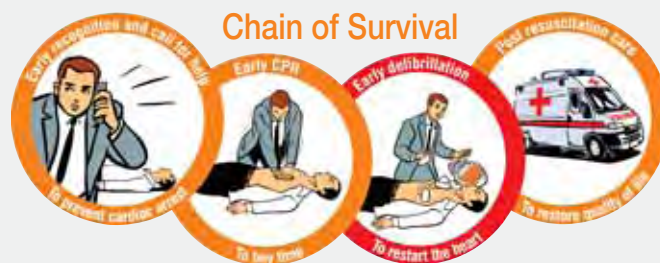 Chain of Survival
Early recognition and call for help
To prevent cardiac arrest
Early CPR
To buy time
Early defibrillation
To restart the heart
Post resuscitation care
To restore quality of life